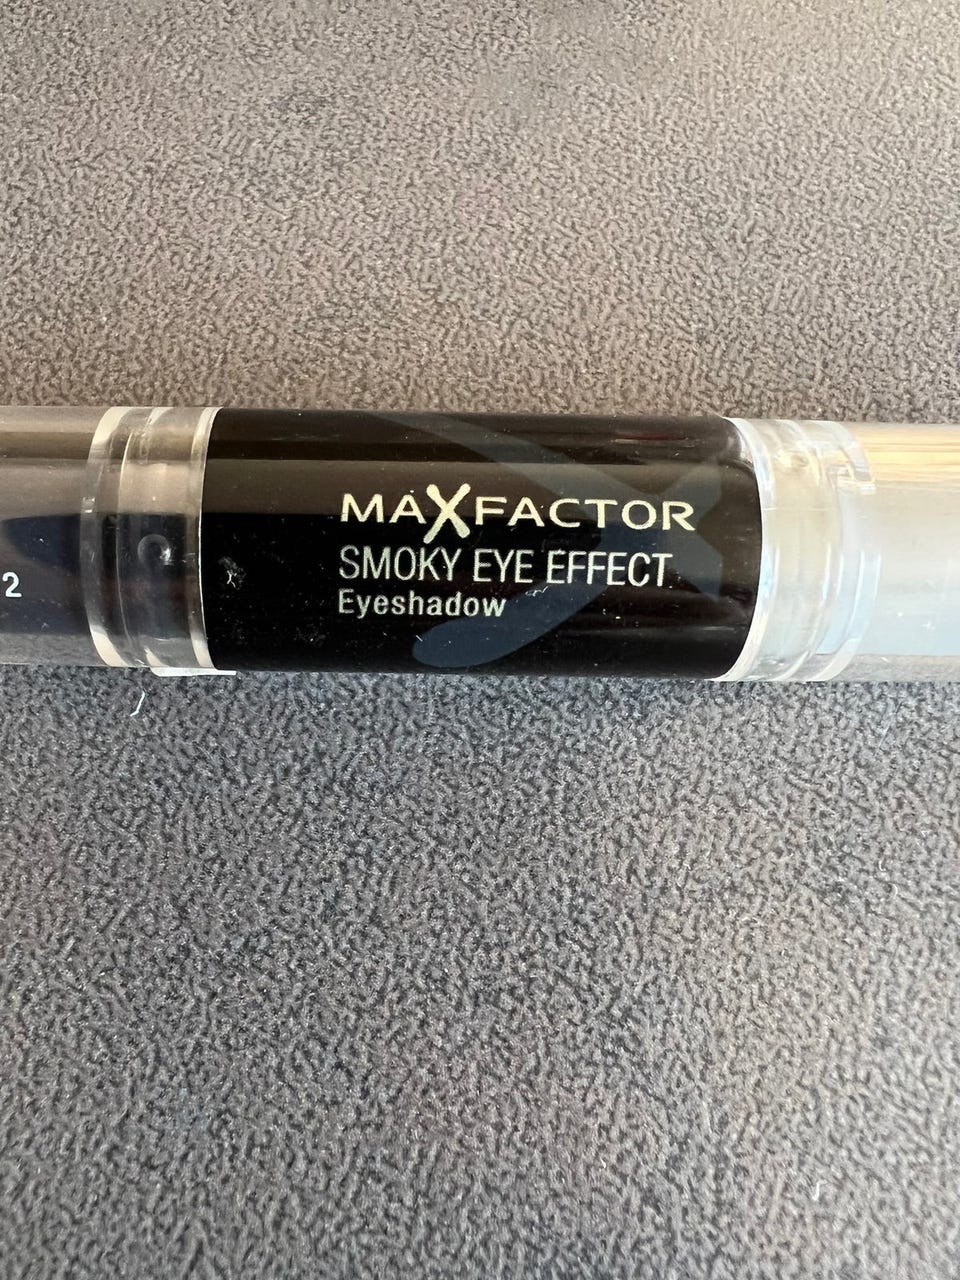 MAXFACTOR
SMOKY EYE EFFECT
Eyeshadow
2